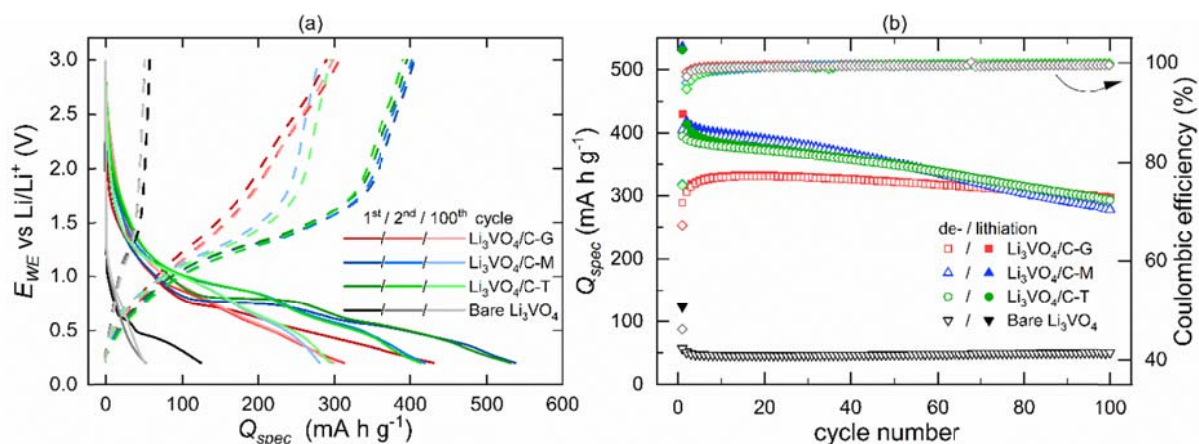 (a)
3.0
2.5
2.0
1.5
1.0
0.5
0.0
E_WE vs Li/Li⁺ (V)
0 100 200 300 400 500 600
Q_spec (mA h g⁻¹)
1st / 2nd / 100th cycle
Li₃VO₄/C-G
Li₃VO₄/C-M
Li₃VO₄/C-T
Bare Li₃VO₄
(b)
500
400
300
200
100
0
Q_spec (mA h g⁻¹)
0 20 40 60 80 100
cycle number
100
80
60
40
Coulombic efficiency (%)
de- / lithiation
/ Li₃VO₄/C-G
/ Li₃VO₄/C-M
/ Li₃VO₄/C-T
/ Bare Li₃VO₄